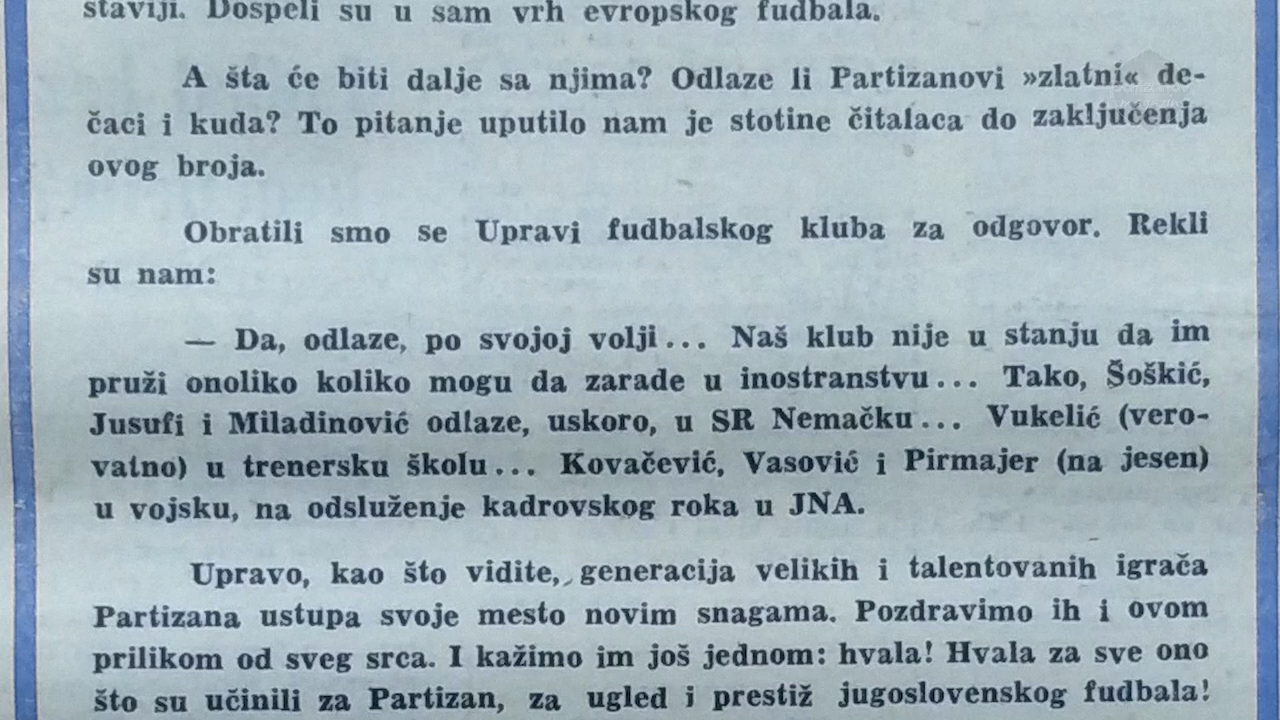 staviji. Dospeli su u sam vrh evropskog fudbala.
A šta će biti dalje sa njima? Odlaze li Partizanovi »zlatni« de-
čaci i kuda? To pitanje uputilo nam je stotine čitalaca do zaključenja
ovog broja.
Obratili smo se Upravi fudbalskog kluba za odgovor. Rekli
su nam:
— Da, odlaze, po svojoj volji... Naš klub nije u stanju da im
pruži onoliko koliko mogu da zarade u inostranstvu... Tako, Šoškić,
Jusufi i Miladinović odlaze, uskoro, u SR Nemačku... Vukelić (vero-
vatno) u trenersku školu... Kovačević, Vasović i Pirmajer (na jesen)
u vojsku, na odsluženje kadrovskog roka u JNA.
Upravo, kao što vidite, generacija velikih i talentovanih igrača
Partizana ustupa svoje mesto novim snagama. Pozdravimo ih i ovom
prilikom od sveg srca. I kažimo im još jednom: hvala! Hvala za sve ono
što su učinili za Partizan, za ugled i prestiž jugoslovenskog fudbala!